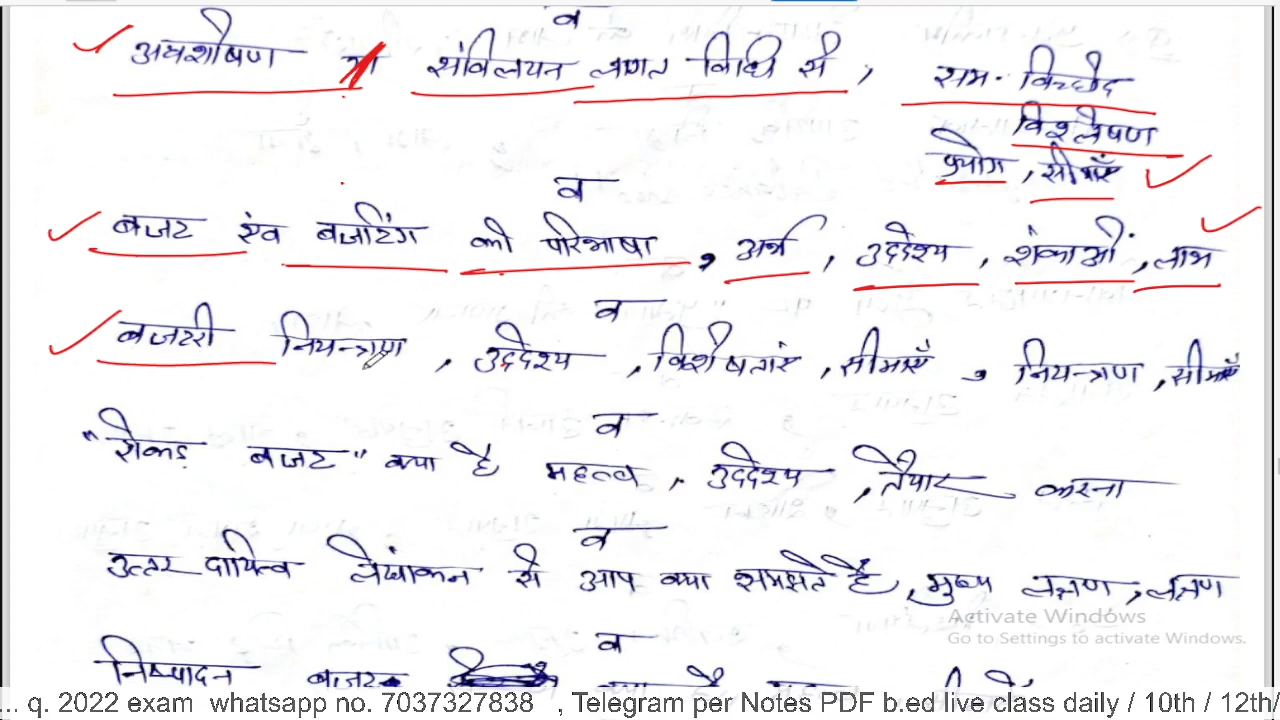 व
अवशोषण संविलयन लागत विधि से , सम-विच्छेद
विश्लेषण
प्रयोग , सीमाएँ
व
बजट एंव बजटिंग की परिभाषा , अर्थ , उद्देश्य , शंकाओं , लाभ
व
बजटरी नियन्त्रण , उद्देश्य , विशेषताएं , सीमाएँ , नियन्त्रण , सीमाएँ
व
"रोकड़ बजट" क्या है महत्व , उद्देश्य , तैयार करना
व
उत्तरदायित्व लेखांकन से आप क्या समझते हैं , मुख्य लक्षण , लक्षण
Activate Windows
Go to Settings to activate Windows.
व
निष्पादन बजट
... q. 2022 exam whatsapp no. 7037327838 , Telegram per Notes PDF b.ed live class daily / 10th / 12th/